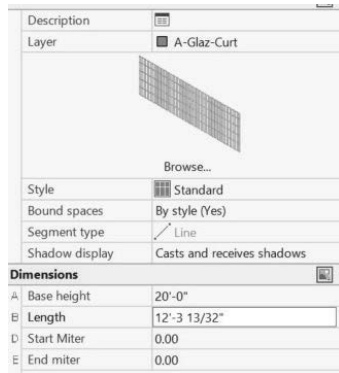 Description
Layer A-Glaz-Curt
Browse...
Style Standard
Bound spaces By style (Yes)
Segment type Line
Shadow display Casts and receives shadows
Dimensions
A Base height 20'-0"
B Length 12'-3 13/32"
D Start Miter 0.00
E End miter 0.00